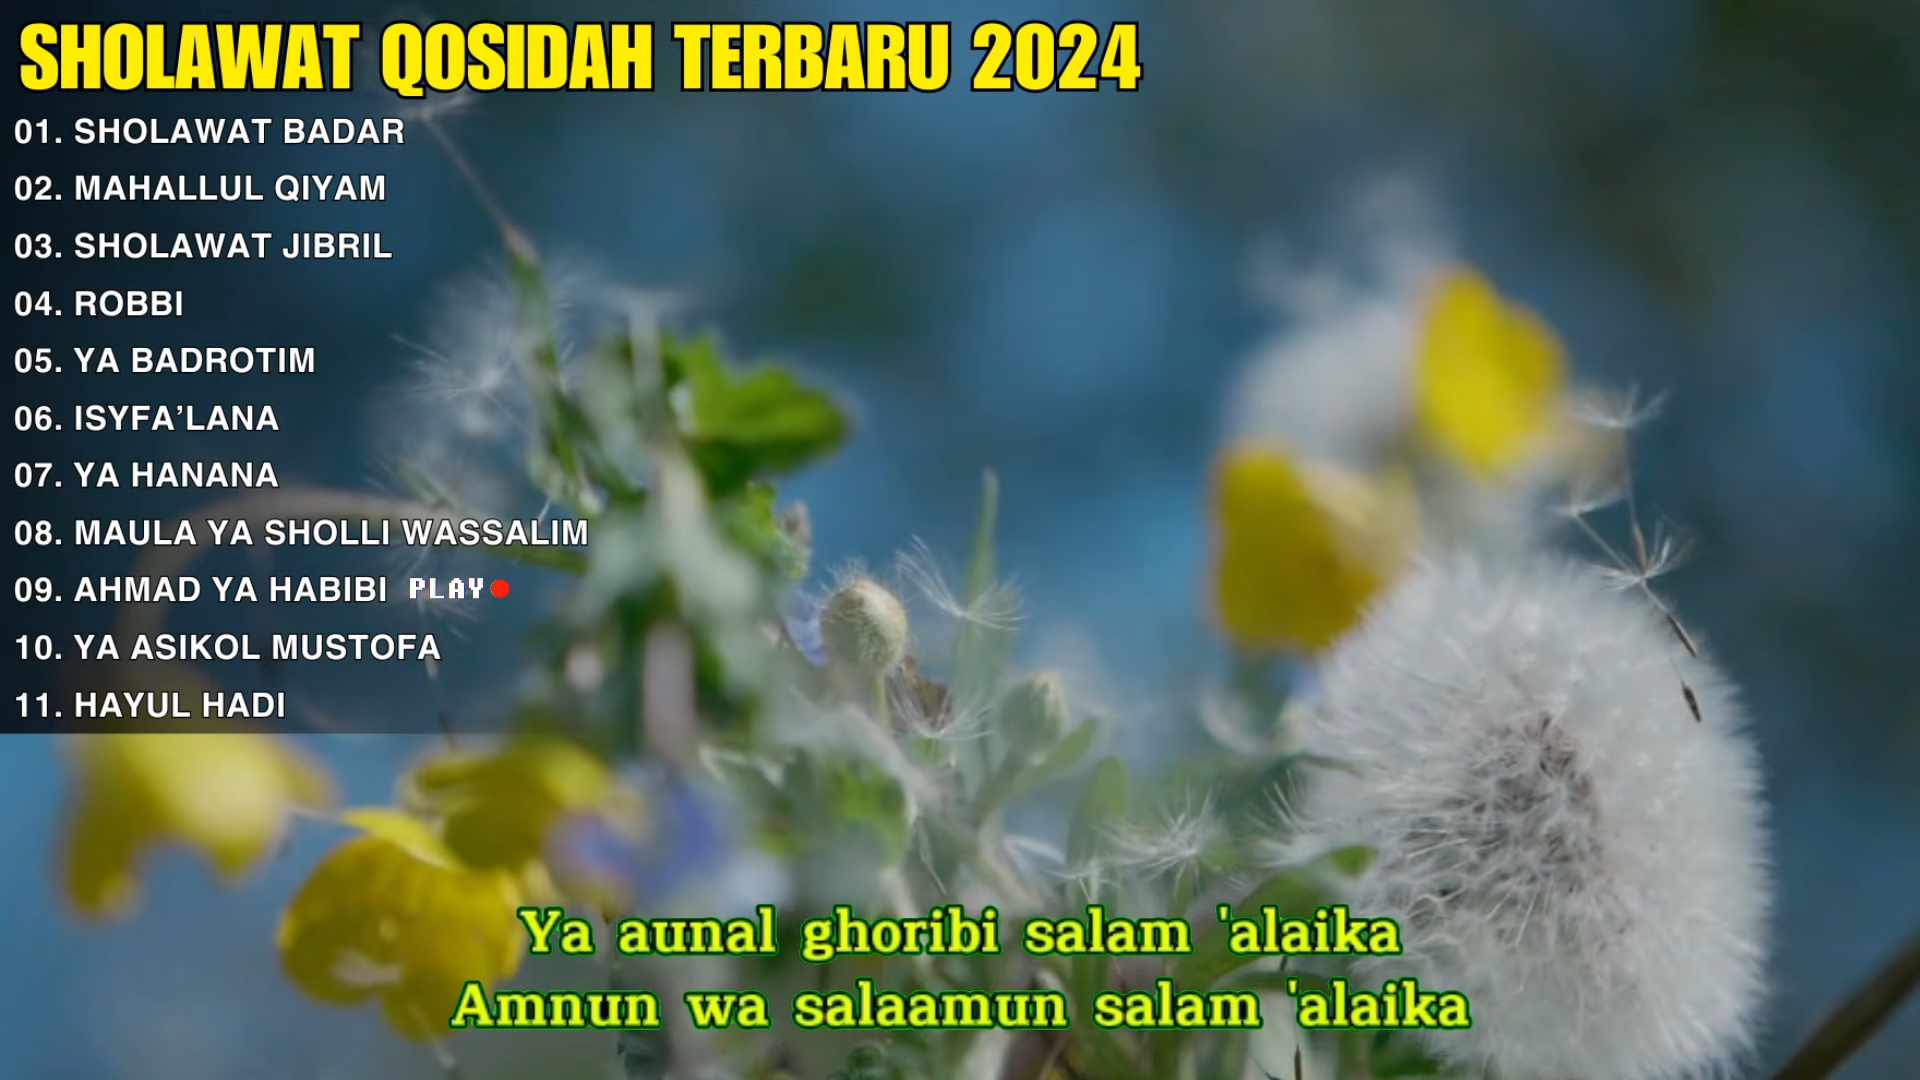 SHOLAWAT QOSIDAH TERBARU 2024
01. SHOLAWAT BADAR
02. MAHALLUL QIYAM
03. SHOLAWAT JIBRIL
04. ROBBI
05. YA BADROTIM
06. ISYFA’LANA
07. YA HANANA
08. MAULA YA SHOLLI WASSALIM
09. AHMAD YA HABIBI PLAY
10. YA ASIKOL MUSTOFA
11. HAYUL HADI
Ya aunal ghoribi salam 'alaika
Amnun wa salaamun salam 'alaika